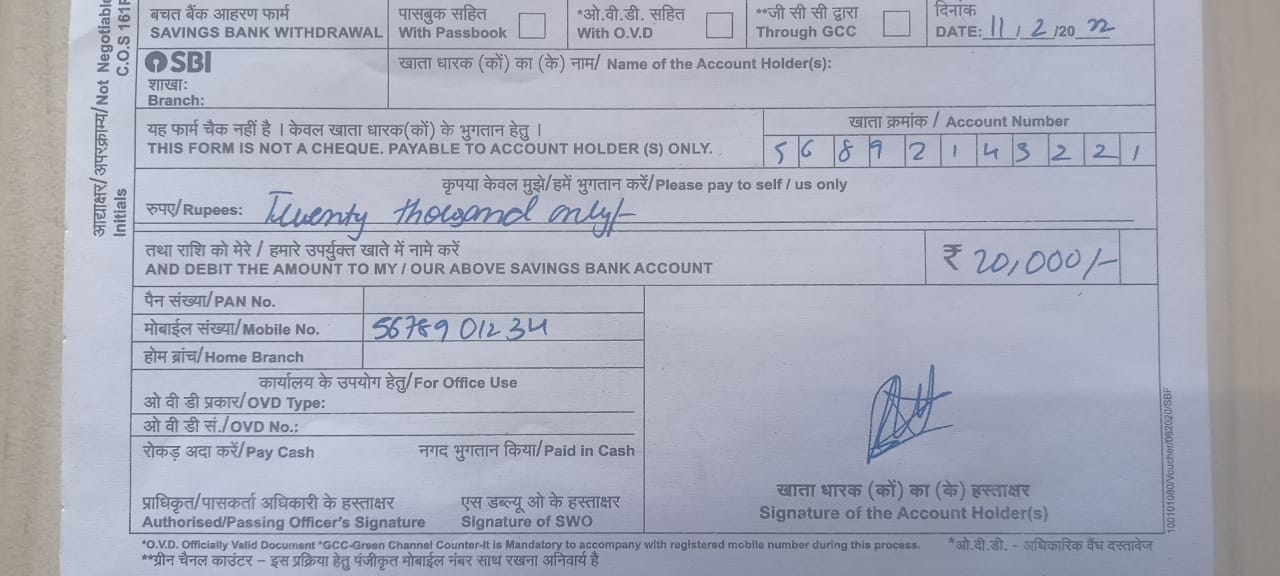 बचत बैंक आहरण फार्म
SAVINGS BANK WITHDRAWAL
पासबुक सहित
With Passbook
*ओ.वी.डी. सहित
With O.V.D
**जी सी सी द्वारा
Through GCC
दिनांक
DATE: 11 / 2 /20 22
SBI
शाखा:
Branch:
खाता धारक (कों) का (के) नाम/ Name of the Account Holder(s):
यह फार्म चैक नहीं है । केवल खाता धारक(कों) के भुगतान हेतु ।
THIS FORM IS NOT A CHEQUE. PAYABLE TO ACCOUNT HOLDER (S) ONLY.
खाता क्रमांक / Account Number
5 6 8 9 2 1 4 3 2 2 1
कृपया केवल मुझे/हमें भुगतान करें/Please pay to self / us only
रुपए/Rupees: Twenty thousand only/-
तथा राशि को मेरे / हमारे उपर्युक्त खाते में नामे करें
AND DEBIT THE AMOUNT TO MY / OUR ABOVE SAVINGS BANK ACCOUNT
₹ 20,000/-
पैन संख्या/PAN No.
मोबाईल संख्या/Mobile No. 5678901234
होम ब्रांच/Home Branch
कार्यालय के उपयोग हेतु/For Office Use
ओ वी डी प्रकार/OVD Type:
ओ वी डी सं./OVD No.:
रोकड़ अदा करें/Pay Cash
नगद भुगतान किया/Paid in Cash
प्राधिकृत/पासकर्ता अधिकारी के हस्ताक्षर
Authorised/Passing Officer's Signature
एस डब्ल्यू ओ के हस्ताक्षर
Signature of SWO
खाता धारक (कों) का (के) हस्ताक्षर
Signature of the Account Holder(s)
*O.V.D. Officially Valid Document *GCC-Green Channel Counter-It is Mandatory to accompany with registered mobile number during this process.
*ओ.वी.डी. - अधिकारिक वैध दस्तावेज
**ग्रीन चैनल काउंटर – इस प्रक्रिया हेतु पंजीकृत मोबाईल नंबर साथ रखना अनिवार्य है
आद्याक्षर/अपरक्राम्य/Not Negotiable
Initials
C.O.S 161
100101080/Voucher/062020/SBF